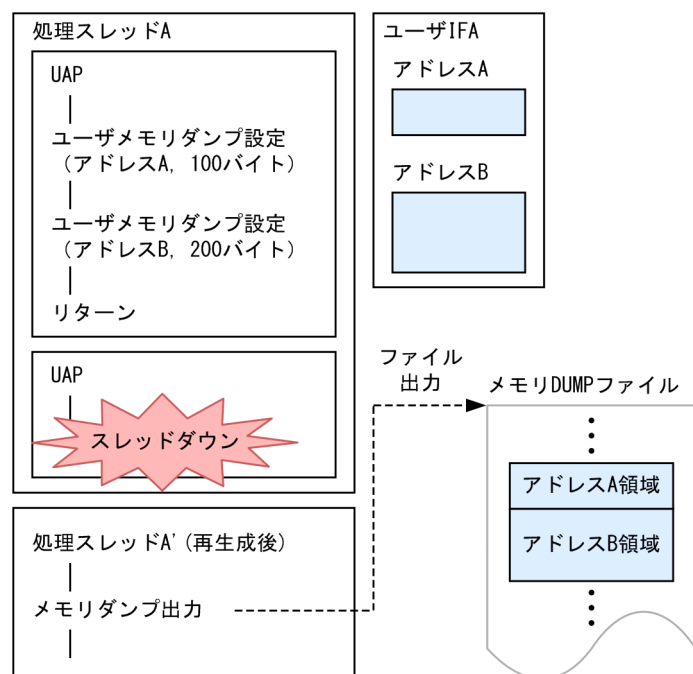 処理スレッドA
UAP
ユーザメモリダンプ設定
(アドレスA, 100バイト)
ユーザメモリダンプ設定
(アドレスB, 200バイト)
リターン
UAP
スレッドダウン
処理スレッドA'(再生成後)
メモリダンプ出力
ユーザIFA
アドレスA
アドレスB
ファイル
出力
メモリDUMPファイル
アドレスA領域
アドレスB領域